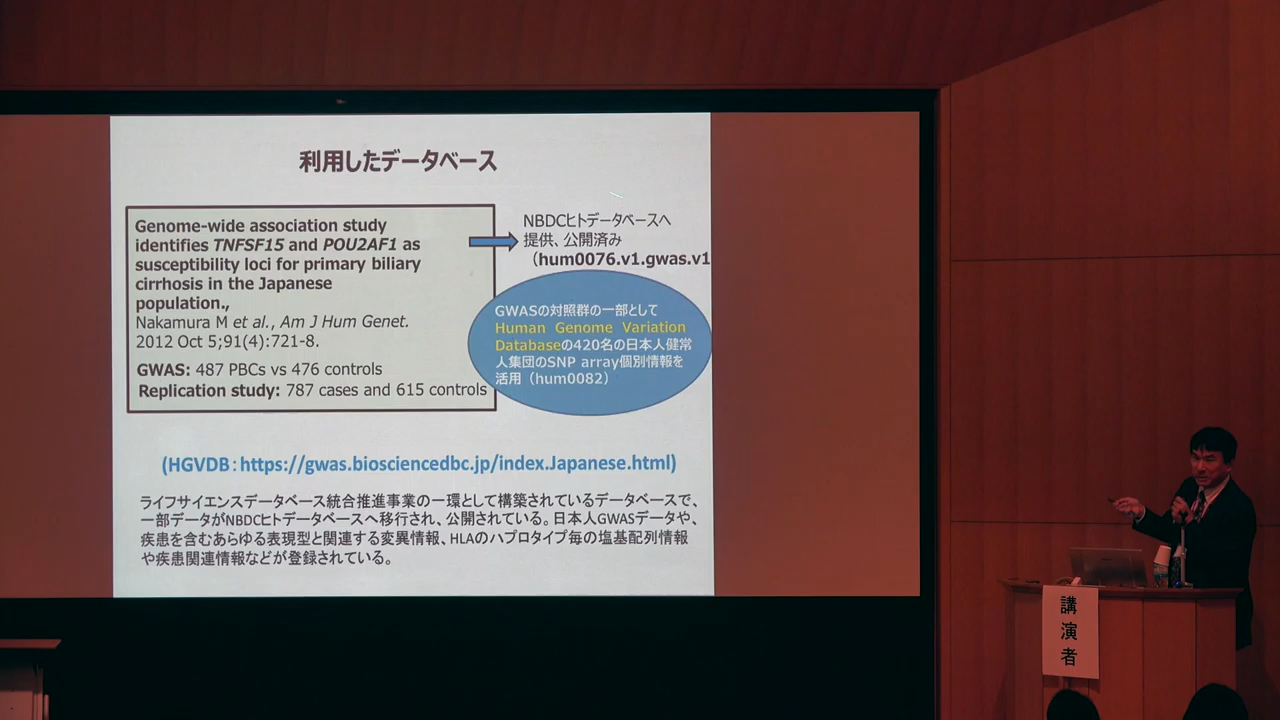 利用したデータベース
Genome-wide association study
identifies TNFSF15 and POU2AF1 as
susceptibility loci for primary biliary
cirrhosis in the Japanese
population.,
Nakamura M et al., Am J Hum Genet.
2012 Oct 5;91(4):721-8.
GWAS: 487 PBCs vs 476 controls
Replication study: 787 cases and 615 controls
NBDCヒトデータベースへ
提供、公開済み
（hum0076.v1.gwas.v1
GWASの対照群の一部として
Human Genome Variation
Databaseの420名の日本人健常
人集団のSNP array個別情報を
活用（hum0082）
(HGVDB：https://gwas.biosciencedbc.jp/index.Japanese.html)
ライフサイエンスデータベース統合推進事業の一環として構築されているデータベースで、
一部データがNBDCヒトデータベースへ移行され、公開されている。日本人GWASデータや、
疾患を含むあらゆる表現型と関連する変異情報、HLAのハプロタイプ毎の塩基配列情報
や疾患関連情報などが登録されている。
講演者